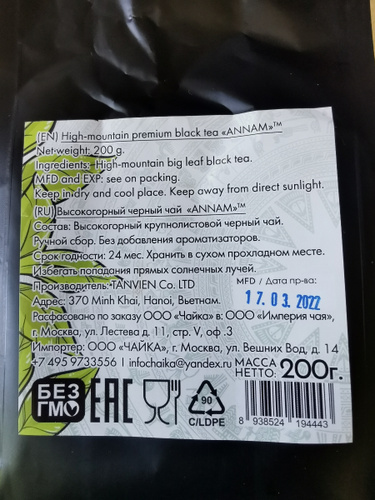 (EN) High-mountain premium black tea «ANNAM»™
Net weight: 200 g.
Ingredients: High-mountain big leaf black tea.
MFD and EXP: see on packing.
Keep in dry and cool place. Keep away from direct sunlight.
(RU) Высокогорный черный чай «ANNAM»™
Состав: Высокогорный крупнолистовой черный чай.
Ручной сбор. Без добавления ароматизаторов.
Срок годности: 24 мес. Хранить в сухом прохладном месте.
Избегать попадания прямых солнечных лучей.
Производитель: TANVIEN Co. LTD
MFD / Дата пр-ва:
17.03.2022
Адрес: 370 Minh Khai, Hanoi, Вьетнам.
Расфасовано по заказу ООО «Чайка» в: ООО «Империя чая»,
г. Москва, ул. Лестева д. 11, стр. V, оф .3
Импортер: ООО «ЧАЙКА», г. Москва, ул. Вешних Вод, д. 14
+7 495 9733556 | infochaika@yandex.ru
МАССА
НЕТТО: 200г.
БЕЗ
ГМО
EAC
90
C/LDPE
8 938524 194443